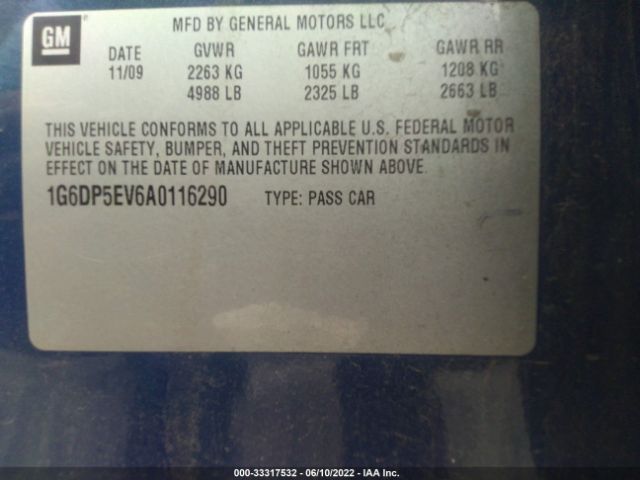 GM
MFD BY GENERAL MOTORS LLC
DATE GVWR GAWR FRT GAWR RR
11/09 2263 KG 1055 KG 1208 KG
4988 LB 2325 LB 2663 LB
THIS VEHICLE CONFORMS TO ALL APPLICABLE U.S. FEDERAL MOTOR
VEHICLE SAFETY, BUMPER, AND THEFT PREVENTION STANDARDS IN
EFFECT ON THE DATE OF MANUFACTURE SHOWN ABOVE.
1G6DP5EV6A0116290 TYPE: PASS CAR
000-33317532 - 06/10/2022 - IAA Inc.